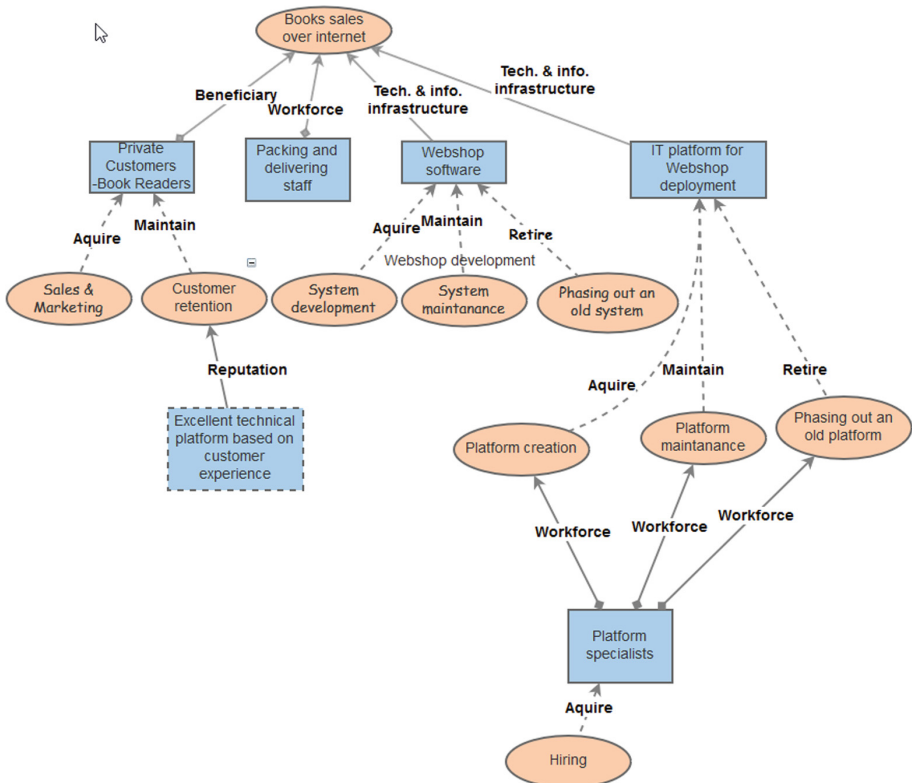 Books sales
over internet
Tech. & info.
infrastructure
Beneficiary
Tech. & info.
infrastructure
Workforce
Private
Customers
-Book Readers
Packing and
delivering
staff
Webshop
software
IT platform for
Webshop
deployment
Aquire
Maintain
Aquire
Maintain
Retire
Webshop development
Sales &
Marketing
Customer
retention
System
development
System
maintanance
Phasing out an
old system
Reputation
Aquire
Maintain
Retire
Excellent technical
platform based on
customer
experience
Platform creation
Platform
maintanance
Phasing out an
old platform
Workforce
Workforce
Workforce
Platform
specialists
Aquire
Hiring